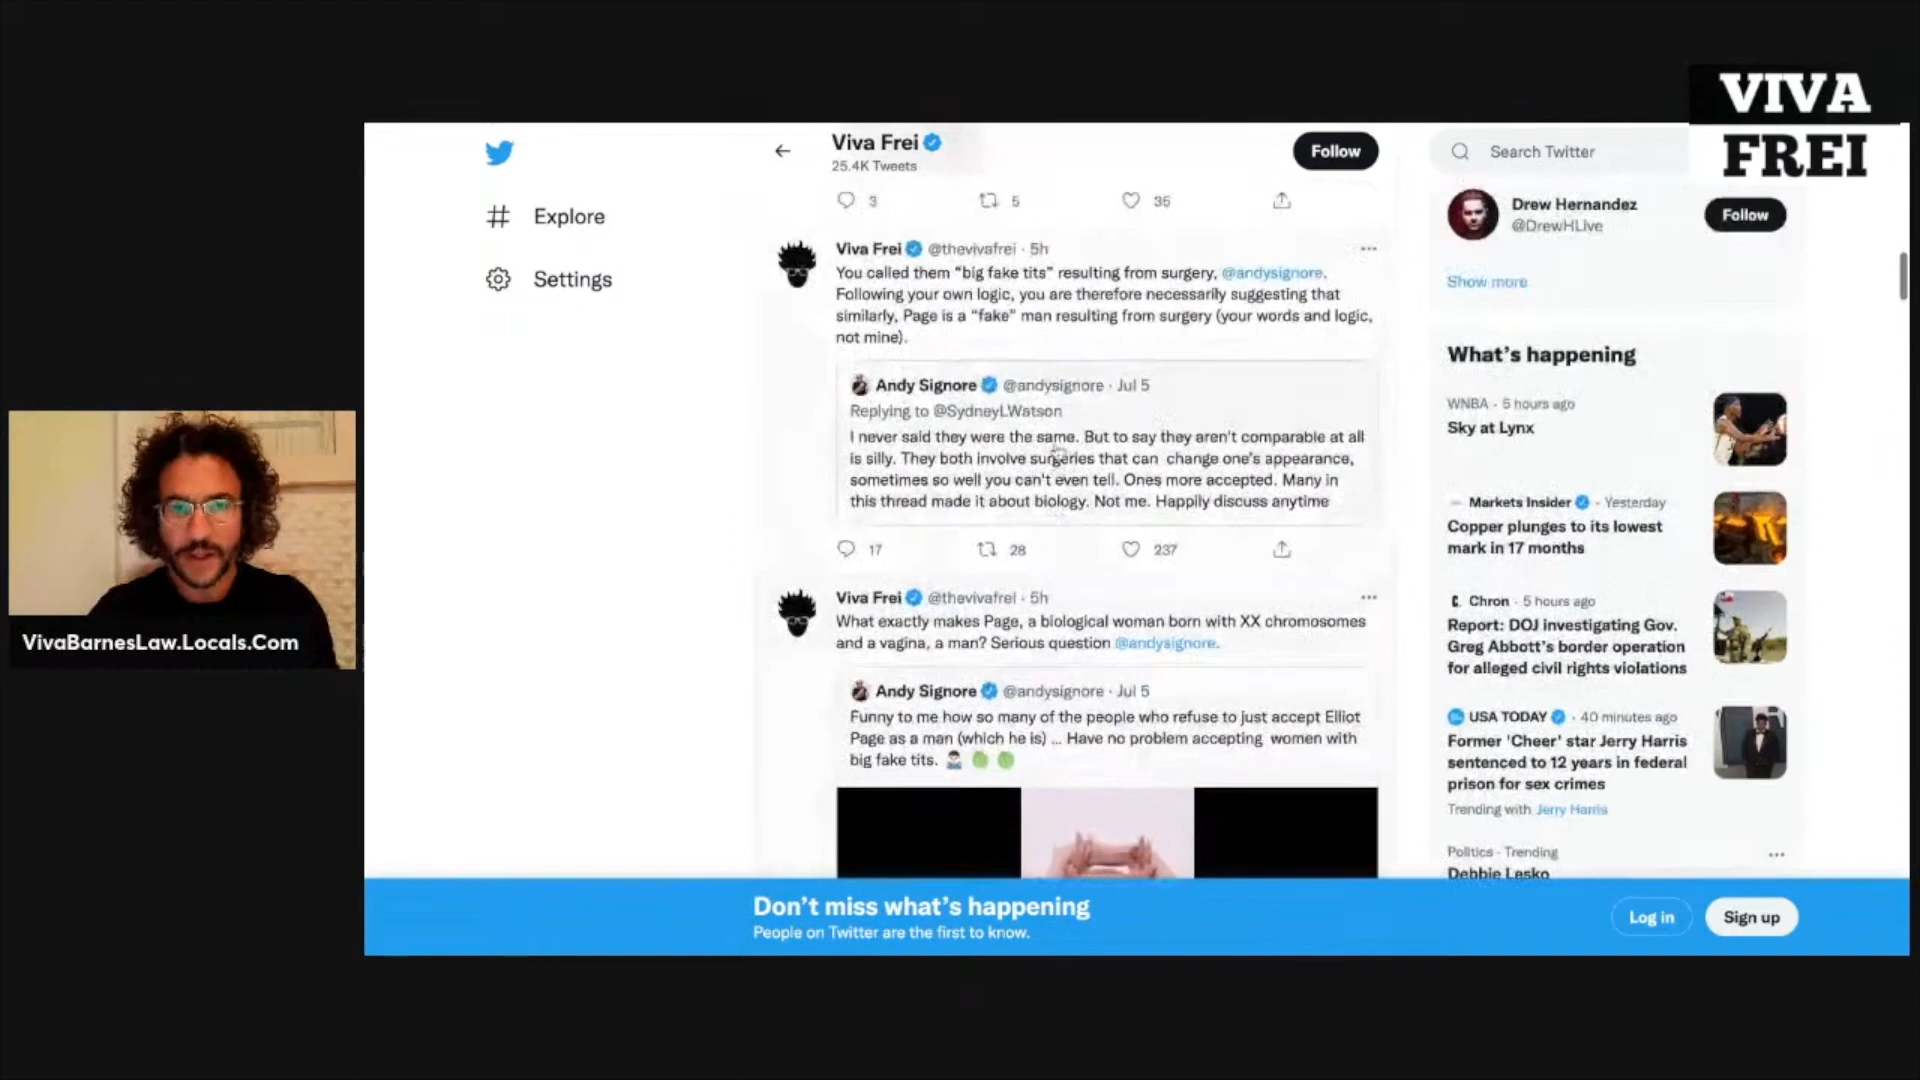 VIVA
FREI
Viva Frei
25.4K Tweets
Follow
Search Twitter
Explore
Settings
3 5 35
Viva Frei @thevivafrei · 5h
You called them “big fake tits” resulting from surgery, @andysignore.
Following your own logic, you are therefore necessarily suggesting that
similarly, Page is a “fake” man resulting from surgery (your words and logic,
not mine).
Andy Signore @andysignore · Jul 5
Replying to @SydneyLWatson
I never said they were the same. But to say they aren't comparable at all
is silly. They both involve surgeries that can change one's appearance,
sometimes so well you can't even tell. Ones more accepted. Many in
this thread made it about biology. Not me. Happily discuss anytime
17 28 237
Viva Frei @thevivafrei · 5h
What exactly makes Page, a biological woman born with XX chromosomes
and a vagina, a man? Serious question @andysignore.
Andy Signore @andysignore · Jul 5
Funny to me how so many of the people who refuse to just accept Elliot
Page as a man (which he is) ... Have no problem accepting women with
big fake tits.
Drew Hernandez
@DrewHLive
Follow
Show more
What's happening
WNBA · 5 hours ago
Sky at Lynx
Markets Insider · Yesterday
Copper plunges to its lowest
mark in 17 months
Chron · 5 hours ago
Report: DOJ investigating Gov.
Greg Abbott's border operation
for alleged civil rights violations
USA TODAY · 40 minutes ago
Former 'Cheer' star Jerry Harris
sentenced to 12 years in federal
prison for sex crimes
Trending with Jerry Harris
Politics · Trending
Debbie Lesko
VivaBarnesLaw.Locals.Com
Don't miss what's happening
People on Twitter are the first to know.
Log in
Sign up